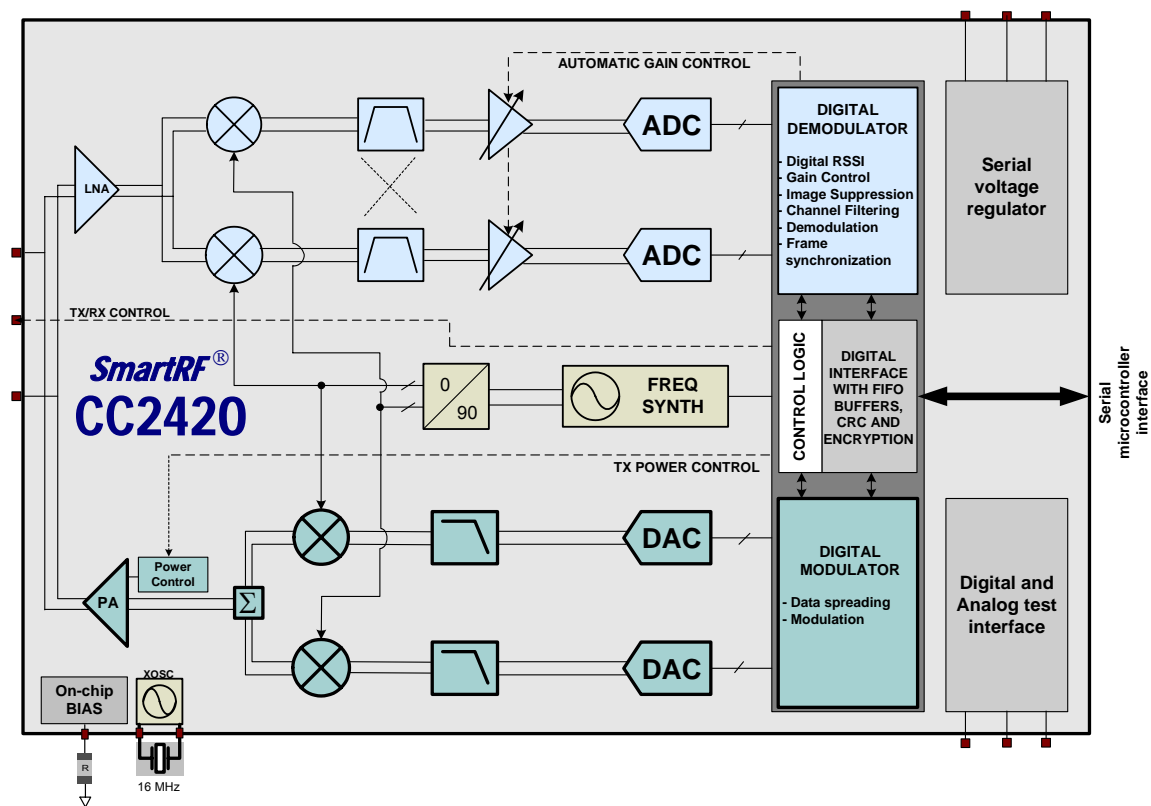 AUTOMATIC GAIN CONTROL
LNA
ADC
ADC
DIGITAL
DEMODULATOR
- Digital RSSI
- Gain Control
- Image Suppression
- Channel Filtering
- Demodulation
- Frame
synchronization
Serial
voltage
regulator
TX/RX CONTROL
SmartRF®
CC2420
0
90
FREQ
SYNTH
CONTROL LOGIC
DIGITAL
INTERFACE
WITH FIFO
BUFFERS,
CRC AND
ENCRYPTION
Serial
microcontroller
interface
TX POWER CONTROL
Power
Control
PA
Σ
DAC
DAC
DIGITAL
MODULATOR
- Data spreading
- Modulation
Digital and
Analog test
interface
On-chip
BIAS
XOSC
R
16 MHz